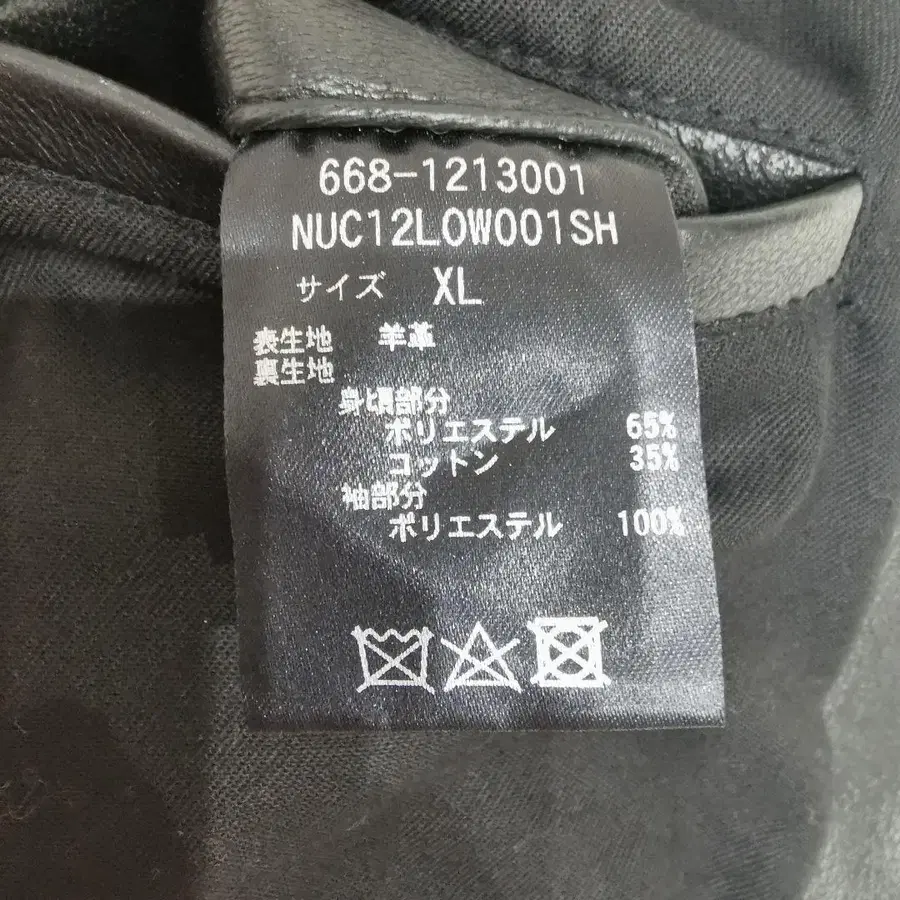 668-1213001
NUC12LOW001SH
サイズ XL
表生地 羊革
裏生地
身頃部分
ポリエステル 65%
コットン 35%
袖部分
ポリエステル 100%